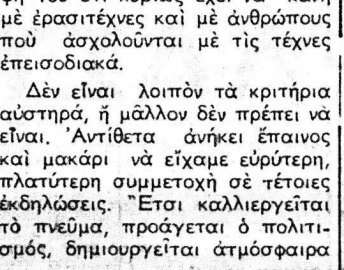 μὲ ἐρασιτέχνες καὶ μὲ ἀνθρώπους
ποὺ ἀσχολοῦνται μὲ τὶς τέχνες
ἐπεισοδιακά.
Δὲν εἶναι λοιπὸν τὰ κριτήρια
αὐστηρά, ἢ μᾶλλον δὲν πρέπει νὰ
εἶναι. Ἀντίθετα ἀνήκει ἔπαινος
καὶ μακάρι νὰ εἴχαμε εὐρύτερη,
πλατύτερη συμμετοχὴ σὲ τέτοιες
ἐκδηλώσεις. Ἔτσι καλλιεργεῖται
τὸ πνεῦμα, προάγεται ὁ πολιτι-
σμός, δημιουργεῖται ἀτμόσφαιρα